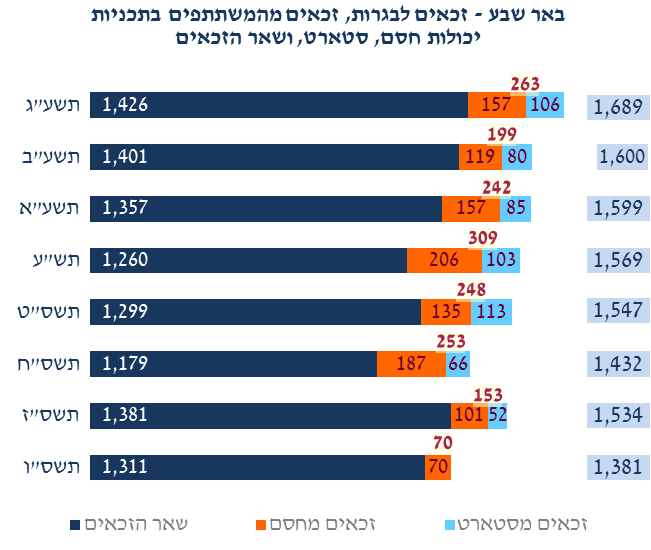 באר שבע - זכאים לבגרות, זכאים מהמשתתפים בתכניות
יכולות חסם, סטארט, ושאר הזכאים
263
תשע"ג 1,426 157 106 1,689
199
תשע"ב 1,401 119 80 1,600
242
תשע"א 1,357 157 85 1,599
309
תש"ע 1,260 206 103 1,569
248
תשס"ט 1,299 135 113 1,547
253
תשס"ח 1,179 187 66 1,432
153
תשס"ז 1,381 101 52 1,534
70
תשס"ו 1,311 70 1,381
שאר הזכאים זכאים מחסם זכאים מסטארט